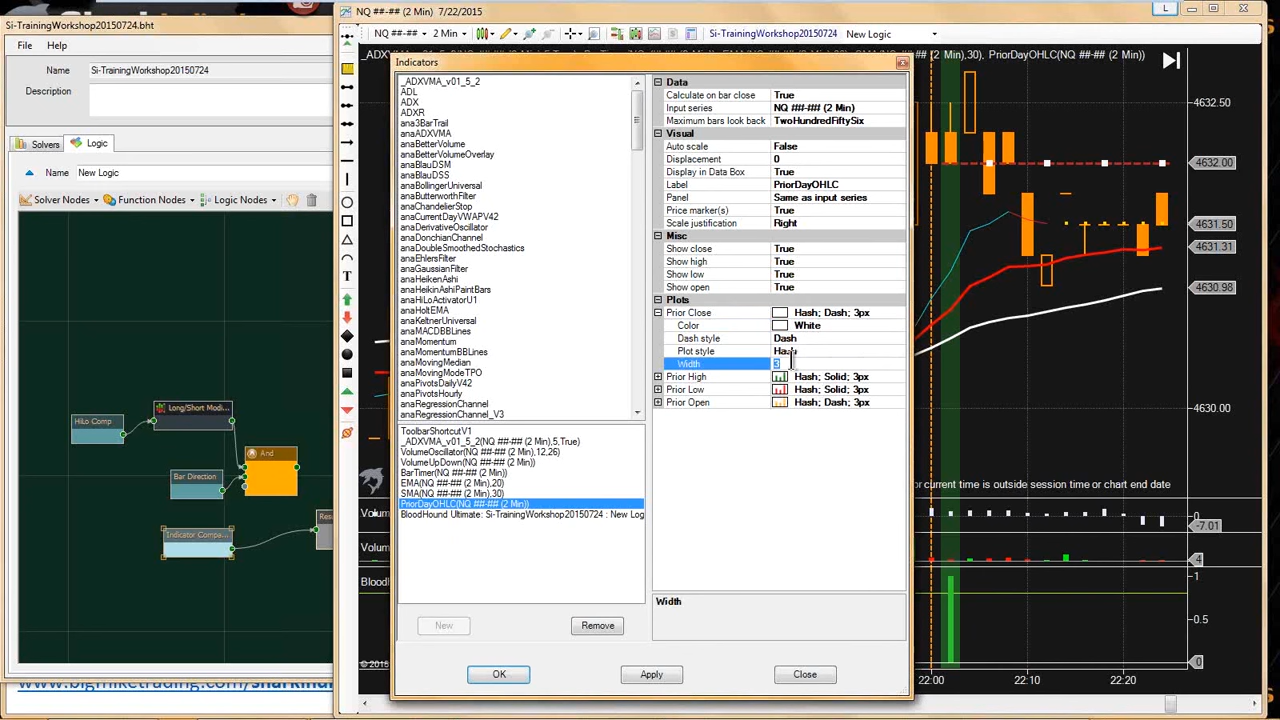 Si-TrainingWorkshop20150724.bht
File Help
Name Si-TrainingWorkshop20150724
Description
Solvers Logic
Name New Logic
Solver Nodes Function Nodes Logic Nodes
HiLo Comp
Long/Short Modi...
And
Bar Direction
Indicator Compa...
NQ ##-## (2 Min) 7/22/2015
L
NQ ##-## 2 Min Si-TrainingWorkshop20150724 New Logic
Min),30), PriorDayOHLC(NQ ##-## (2 Min))
Indicators
_ADXVMA_v01_5_2
ADL
ADX
ADXR
ana3BarTrail
anaADXVMA
anaBetterVolume
anaBetterVolumeOverlay
anaBlauDSM
anaBlauDSS
anaBollingerUniversal
anaButterworthFilter
anaChandelierStop
anaCurrentDayVWAPV42
anaDerivativeOscillator
anaDonchianChannel
anaDoubleSmoothedStochastics
anaEhlersFilter
anaGaussianFilter
anaHeikenAshi
anaHeikinAshiPaintBars
anaHiLoActivatorU1
anaHoltEMA
anaKeltnerUniversal
anaMACDBBLines
anaMomentum
anaMomentumBBLines
anaMovingMedian
anaMovingModeTPO
anaPivotsDailyV42
anaPivotsHourly
anaRegressionChannel
anaRegressionChannel_V3
ToolbarShortcutV1
_ADXVMA_v01_5_2(NQ ##-## (2 Min),5,True)
VolumeOscillator(NQ ##-## (2 Min),12,26)
VolumeUpDown(NQ ##-## (2 Min))
BarTimer(NQ ##-## (2 Min))
EMA(NQ ##-## (2 Min),20)
SMA(NQ ##-## (2 Min),30)
PriorDayOHLC(NQ ##-## (2 Min))
BloodHound Ultimate: Si-TrainingWorkshop20150724 : New Log
New Remove
Data
Calculate on bar close True
Input series NQ ##-## (2 Min)
Maximum bars look back TwoHundredFiftySix
Visual
Auto scale False
Displacement 0
Display in Data Box True
Label PriorDayOHLC
Panel Same as input series
Price marker(s) True
Scale justification Right
Misc
Show close True
Show high True
Show low True
Show open True
Plots
Prior Close Hash; Dash; 3px
Color White
Dash style Dash
Plot style Hash
Width 3
Prior High Hash; Solid; 3px
Prior Low Hash; Solid; 3px
Prior Open Hash; Dash; 3px
Width
OK Apply Close
4632.50
4632.00
4631.50
4631.31
4630.98
4630.00
r current time is outside session time or chart end date
0
-7.01
4
1
0.5
0
22:00 22:10 22:20